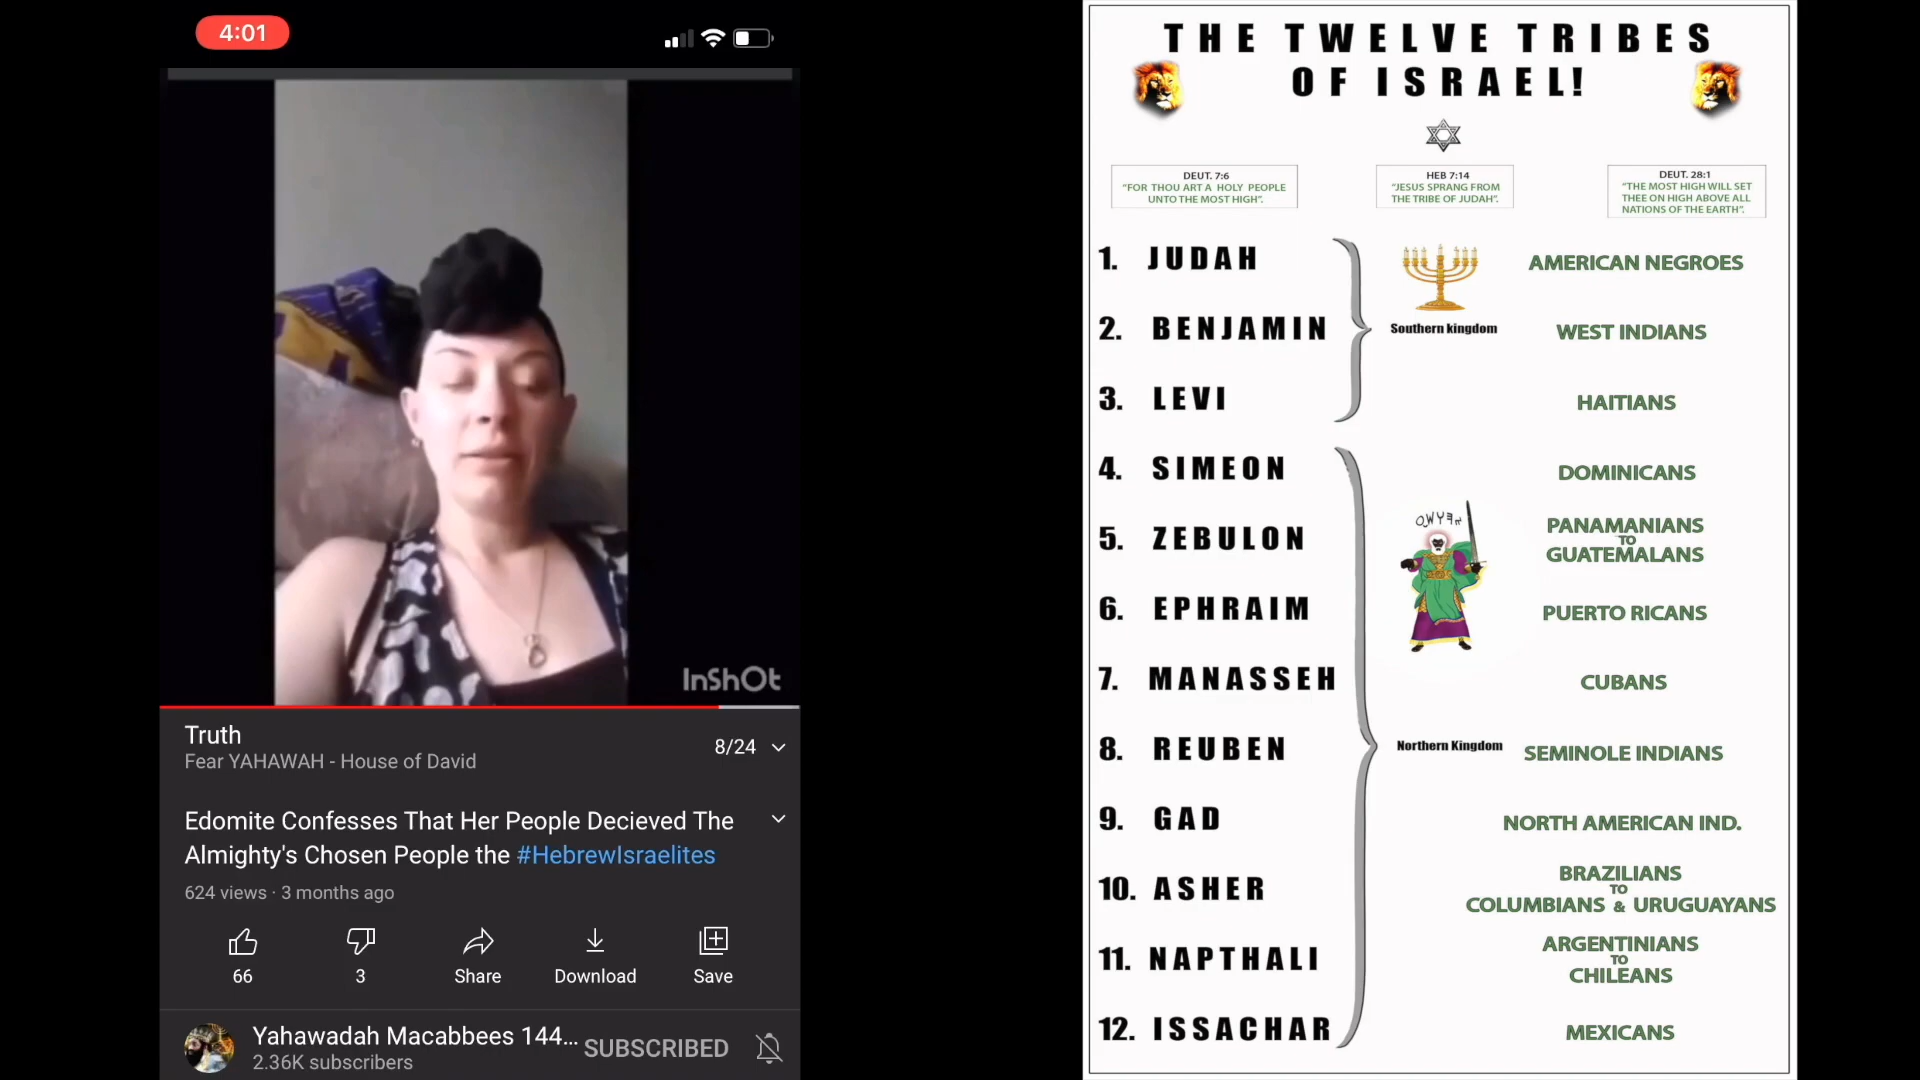 4:01
InShOt
Truth
Fear YAHAWAH - House of David
8/24
Edomite Confesses That Her People Decieved The
Almighty's Chosen People the #HebrewIsraelites
624 views · 3 months ago
66
3
Share
Download
Save
Yahawadah Macabbees 144...
2.36K subscribers
SUBSCRIBED
THE TWELVE TRIBES
OF ISRAEL!
DEUT. 7:6
"FOR THOU ART A HOLY PEOPLE
UNTO THE MOST HIGH".
HEB 7:14
"JESUS SPRANG FROM
THE TRIBE OF JUDAH".
DEUT. 28:1
"THE MOST HIGH WILL SET
THEE ON HIGH ABOVE ALL
NATIONS OF THE EARTH".
1. JUDAH
AMERICAN NEGROES
2. BENJAMIN
Southern kingdom
WEST INDIANS
3. LEVI
HAITIANS
4. SIMEON
DOMINICANS
5. ZEBULON
PANAMANIANS
TO
GUATEMALANS
6. EPHRAIM
PUERTO RICANS
7. MANASSEH
CUBANS
8. REUBEN
Northern Kingdom
SEMINOLE INDIANS
9. GAD
NORTH AMERICAN IND.
10. ASHER
BRAZILIANS
TO
COLUMBIANS & URUGUAYANS
11. NAPTHALI
ARGENTINIANS
TO
CHILEANS
12. ISSACHAR
MEXICANS